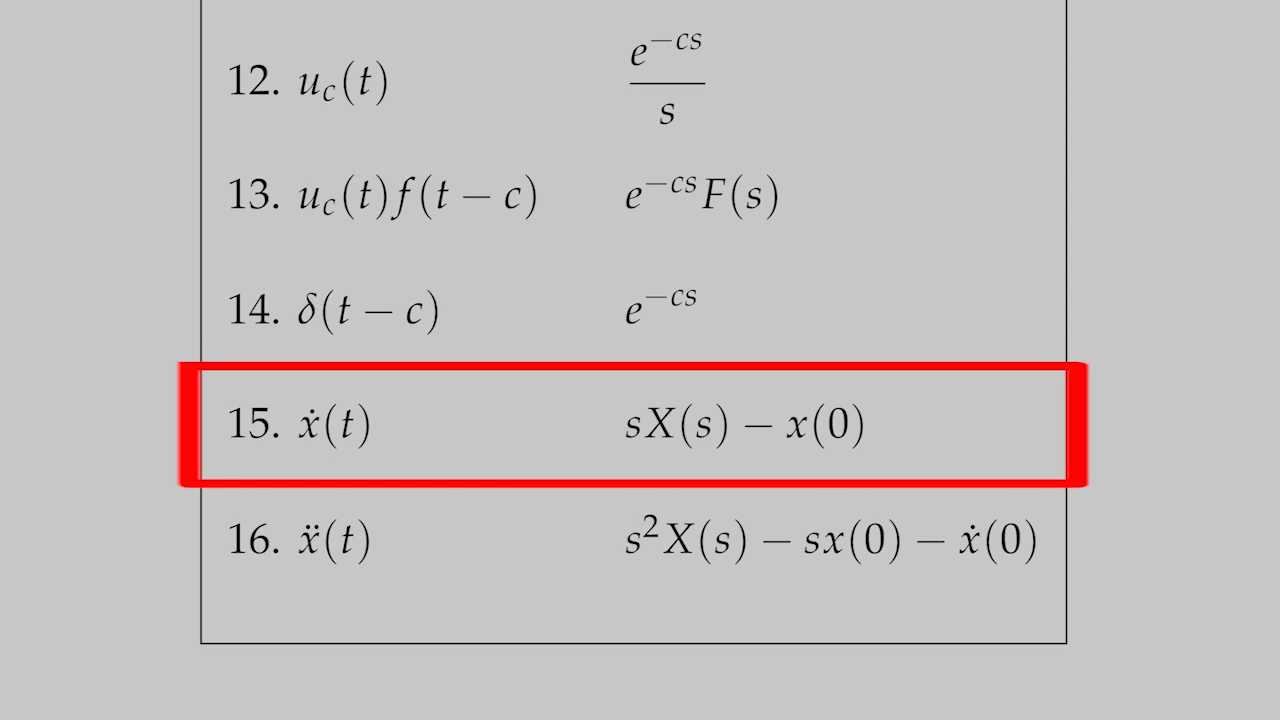 12. u_c(t) e^{−cs}/s
13. u_c(t)f(t − c) e^{−cs}F(s)
14. δ(t − c) e^{−cs}
15. ẋ(t) sX(s) − x(0)
16. ẍ(t) s²X(s) − sx(0) − ẋ(0)